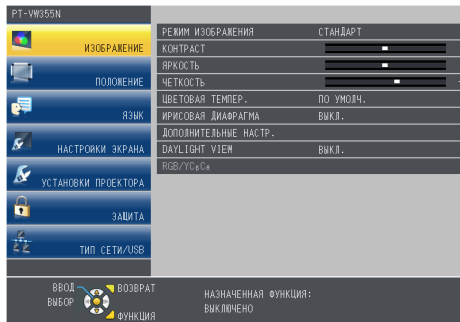 PT-VW355N
ИЗОБРАЖЕНИЕ
ПОЛОЖЕНИЕ
ЯЗЫК
НАСТРОЙКИ ЭКРАНА
УСТАНОВКИ ПРОЕКТОРА
ЗАЩИТА
ТИП СЕТИ/USB
РЕЖИМ ИЗОБРАЖЕНИЯ СТАНДАРТ
КОНТРАСТ
ЯРКОСТЬ
ЧЕТКОСТЬ
ЦВЕТОВАЯ ТЕМПЕР. ПО УМОЛЧ.
ИРИСОВАЯ ДИАФРАГМА ВЫКЛ.
ДОПОЛНИТЕЛЬНЫЕ НАСТР.
DAYLIGHT VIEW ВЫКЛ.
RGB/YCBCR
ВВОД ВОЗВРАТ
ВЫБОР
ФУНКЦИЯ
НАЗНАЧЕННАЯ ФУНКЦИЯ:
ВЫКЛЮЧЕНО